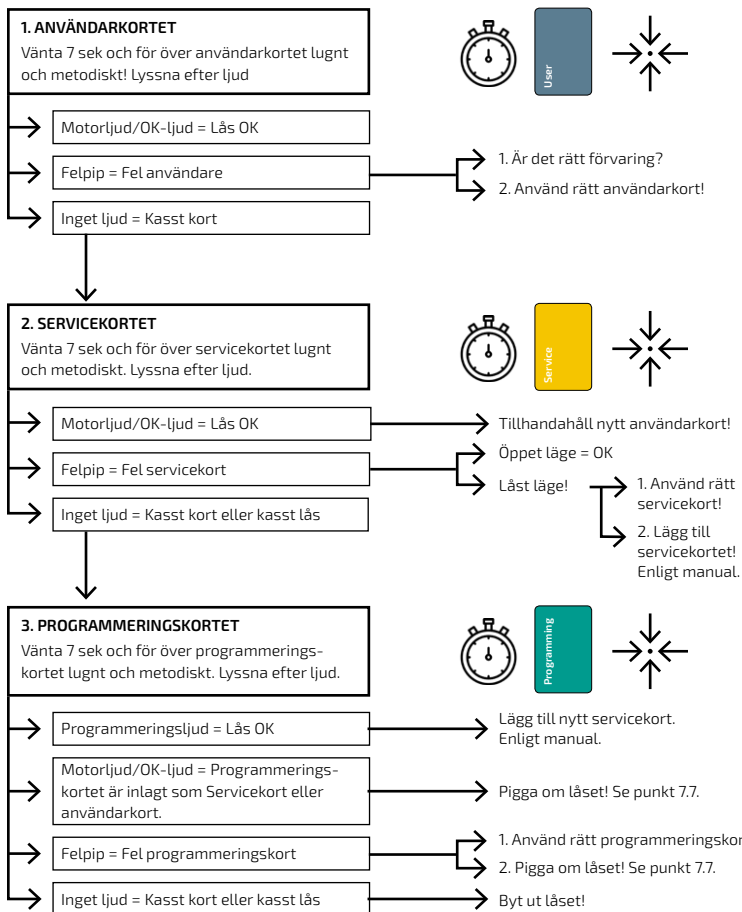 1. ANVÄNDARKORTET
Vänta 7 sek och för över användarkortet lugnt
och metodiskt! Lyssna efter ljud
User
Motorljud/OK-ljud = Lås OK
Felpip = Fel användare
1. Är det rätt förvaring?
2. Använd rätt användarkort!
Inget ljud = Kasst kort
2. SERVICEKORTET
Vänta 7 sek och för över servicekortet lugnt
och metodiskt. Lyssna efter ljud.
Service
Motorljud/OK-ljud = Lås OK
Tillhandahåll nytt användarkort!
Felpip = Fel servicekort
Öppet läge = OK
Låst läge!
1. Använd rätt
servicekort!
2. Lägg till
servicekortet!
Enligt manual.
Inget ljud = Kasst kort eller kasst lås
3. PROGRAMMERINGSKORTET
Vänta 7 sek och för över programmerings-
kortet lugnt och metodiskt. Lyssna efter ljud.
Programming
Programmeringsljud = Lås OK
Lägg till nytt servicekort.
Enligt manual.
Motorljud/OK-ljud = Programmerings-
kortet är inlagt som Servicekort eller
användarkort.
Pigga om låset! Se punkt 7.7.
Felpip = Fel programmeringskort
1. Använd rätt programmeringskor
2. Pigga om låset! Se punkt 7.7.
Inget ljud = Kasst kort eller kasst lås
Byt ut låset!